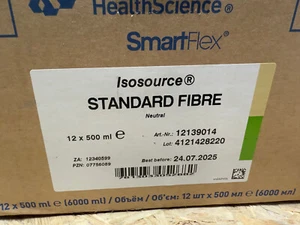 HealthScience®
SmartFlex®
Isosource®
STANDARD FIBRE
Neutral
12 x 500 ml e
Art.-Nr.: 12139014
Lot: 4121428220
ZA: 12340599
PZN: 07756089
Best before: 24.07.2025
12 x 500 ml e (6000 ml) / Объём / Об'єм: 12 шт x 500 мл e (6000 мл)